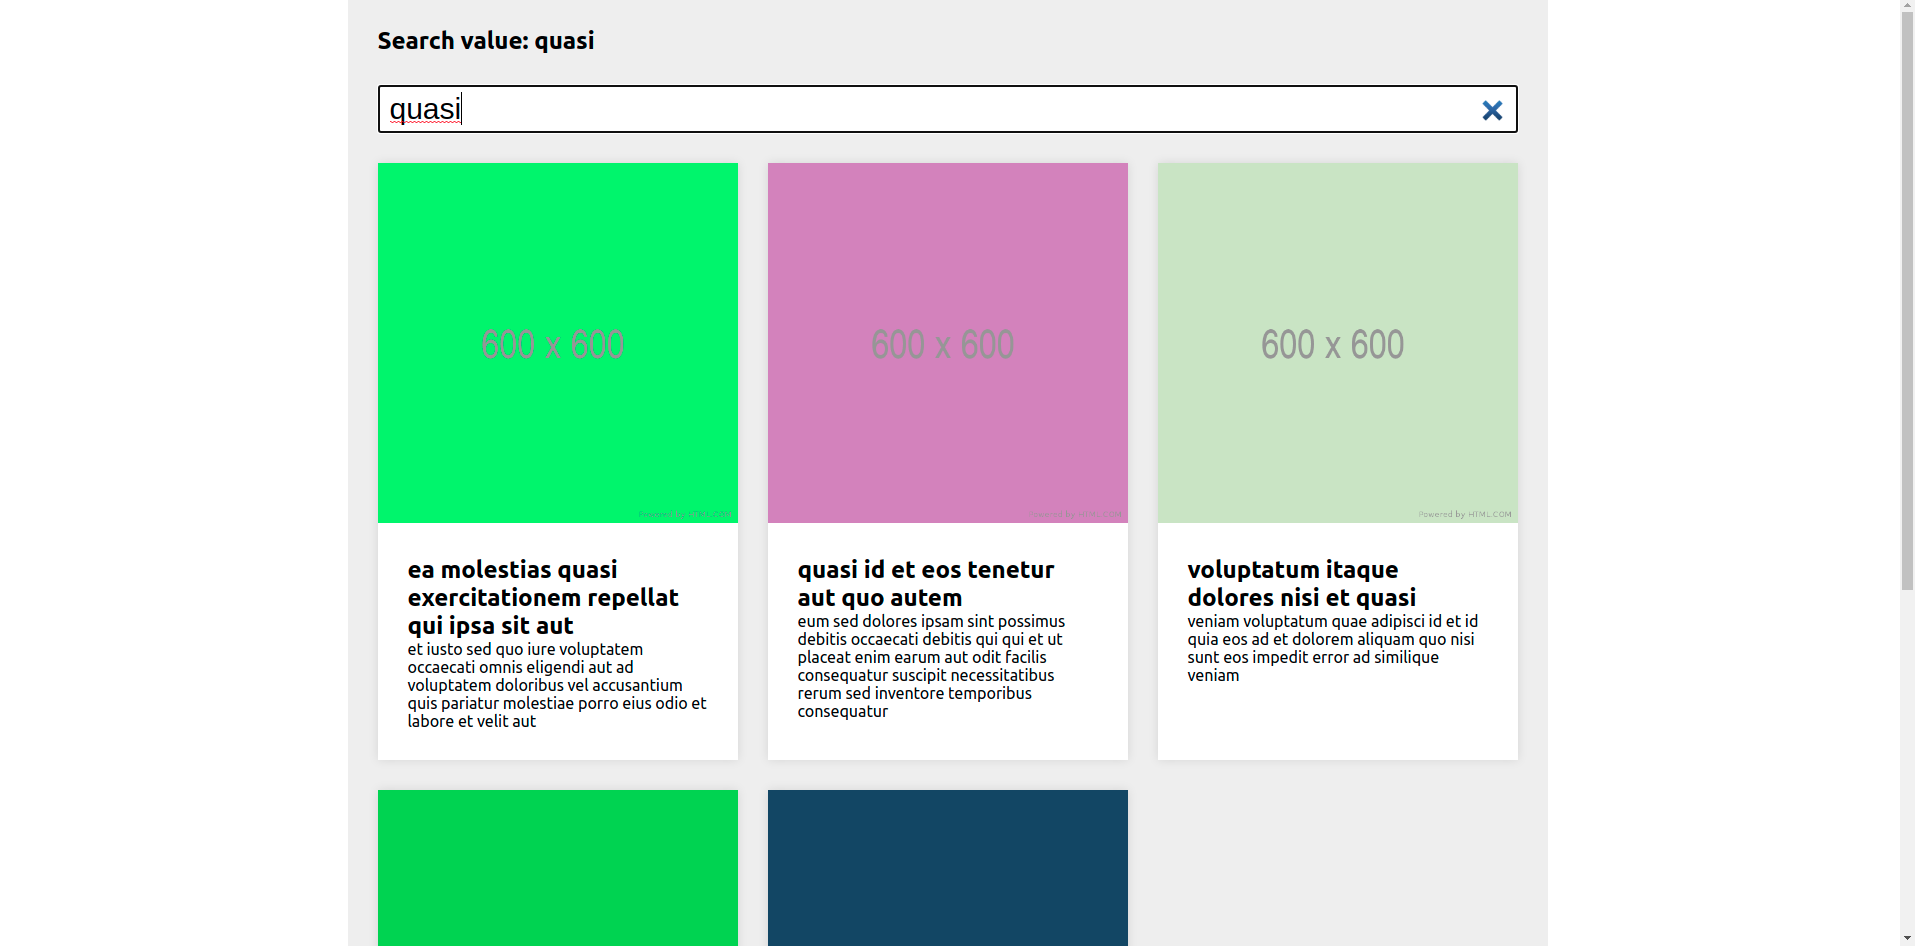 Search value: quasi
quasi
600 x 600
Powered by HTML.COM
600 x 600
Powered by HTML.COM
600 x 600
Powered by HTML.COM
ea molestias quasi
exercitationem repellat
qui ipsa sit aut
et iusto sed quo iure voluptatem
occaecati omnis eligendi aut ad
voluptatem doloribus vel accusantium
quis pariatur molestiae porro eius odio et
labore et velit aut
quasi id et eos tenetur
aut quo autem
eum sed dolores ipsam sint possimus
debitis occaecati debitis qui qui et ut
placeat enim earum aut odit facilis
consequatur suscipit necessitatibus
rerum sed inventore temporibus
consequatur
voluptatum itaque
dolores nisi et quasi
veniam voluptatum quae adipisci id et id
quia eos ad et dolorem aliquam quo nisi
sunt eos impedit error ad similique
veniam